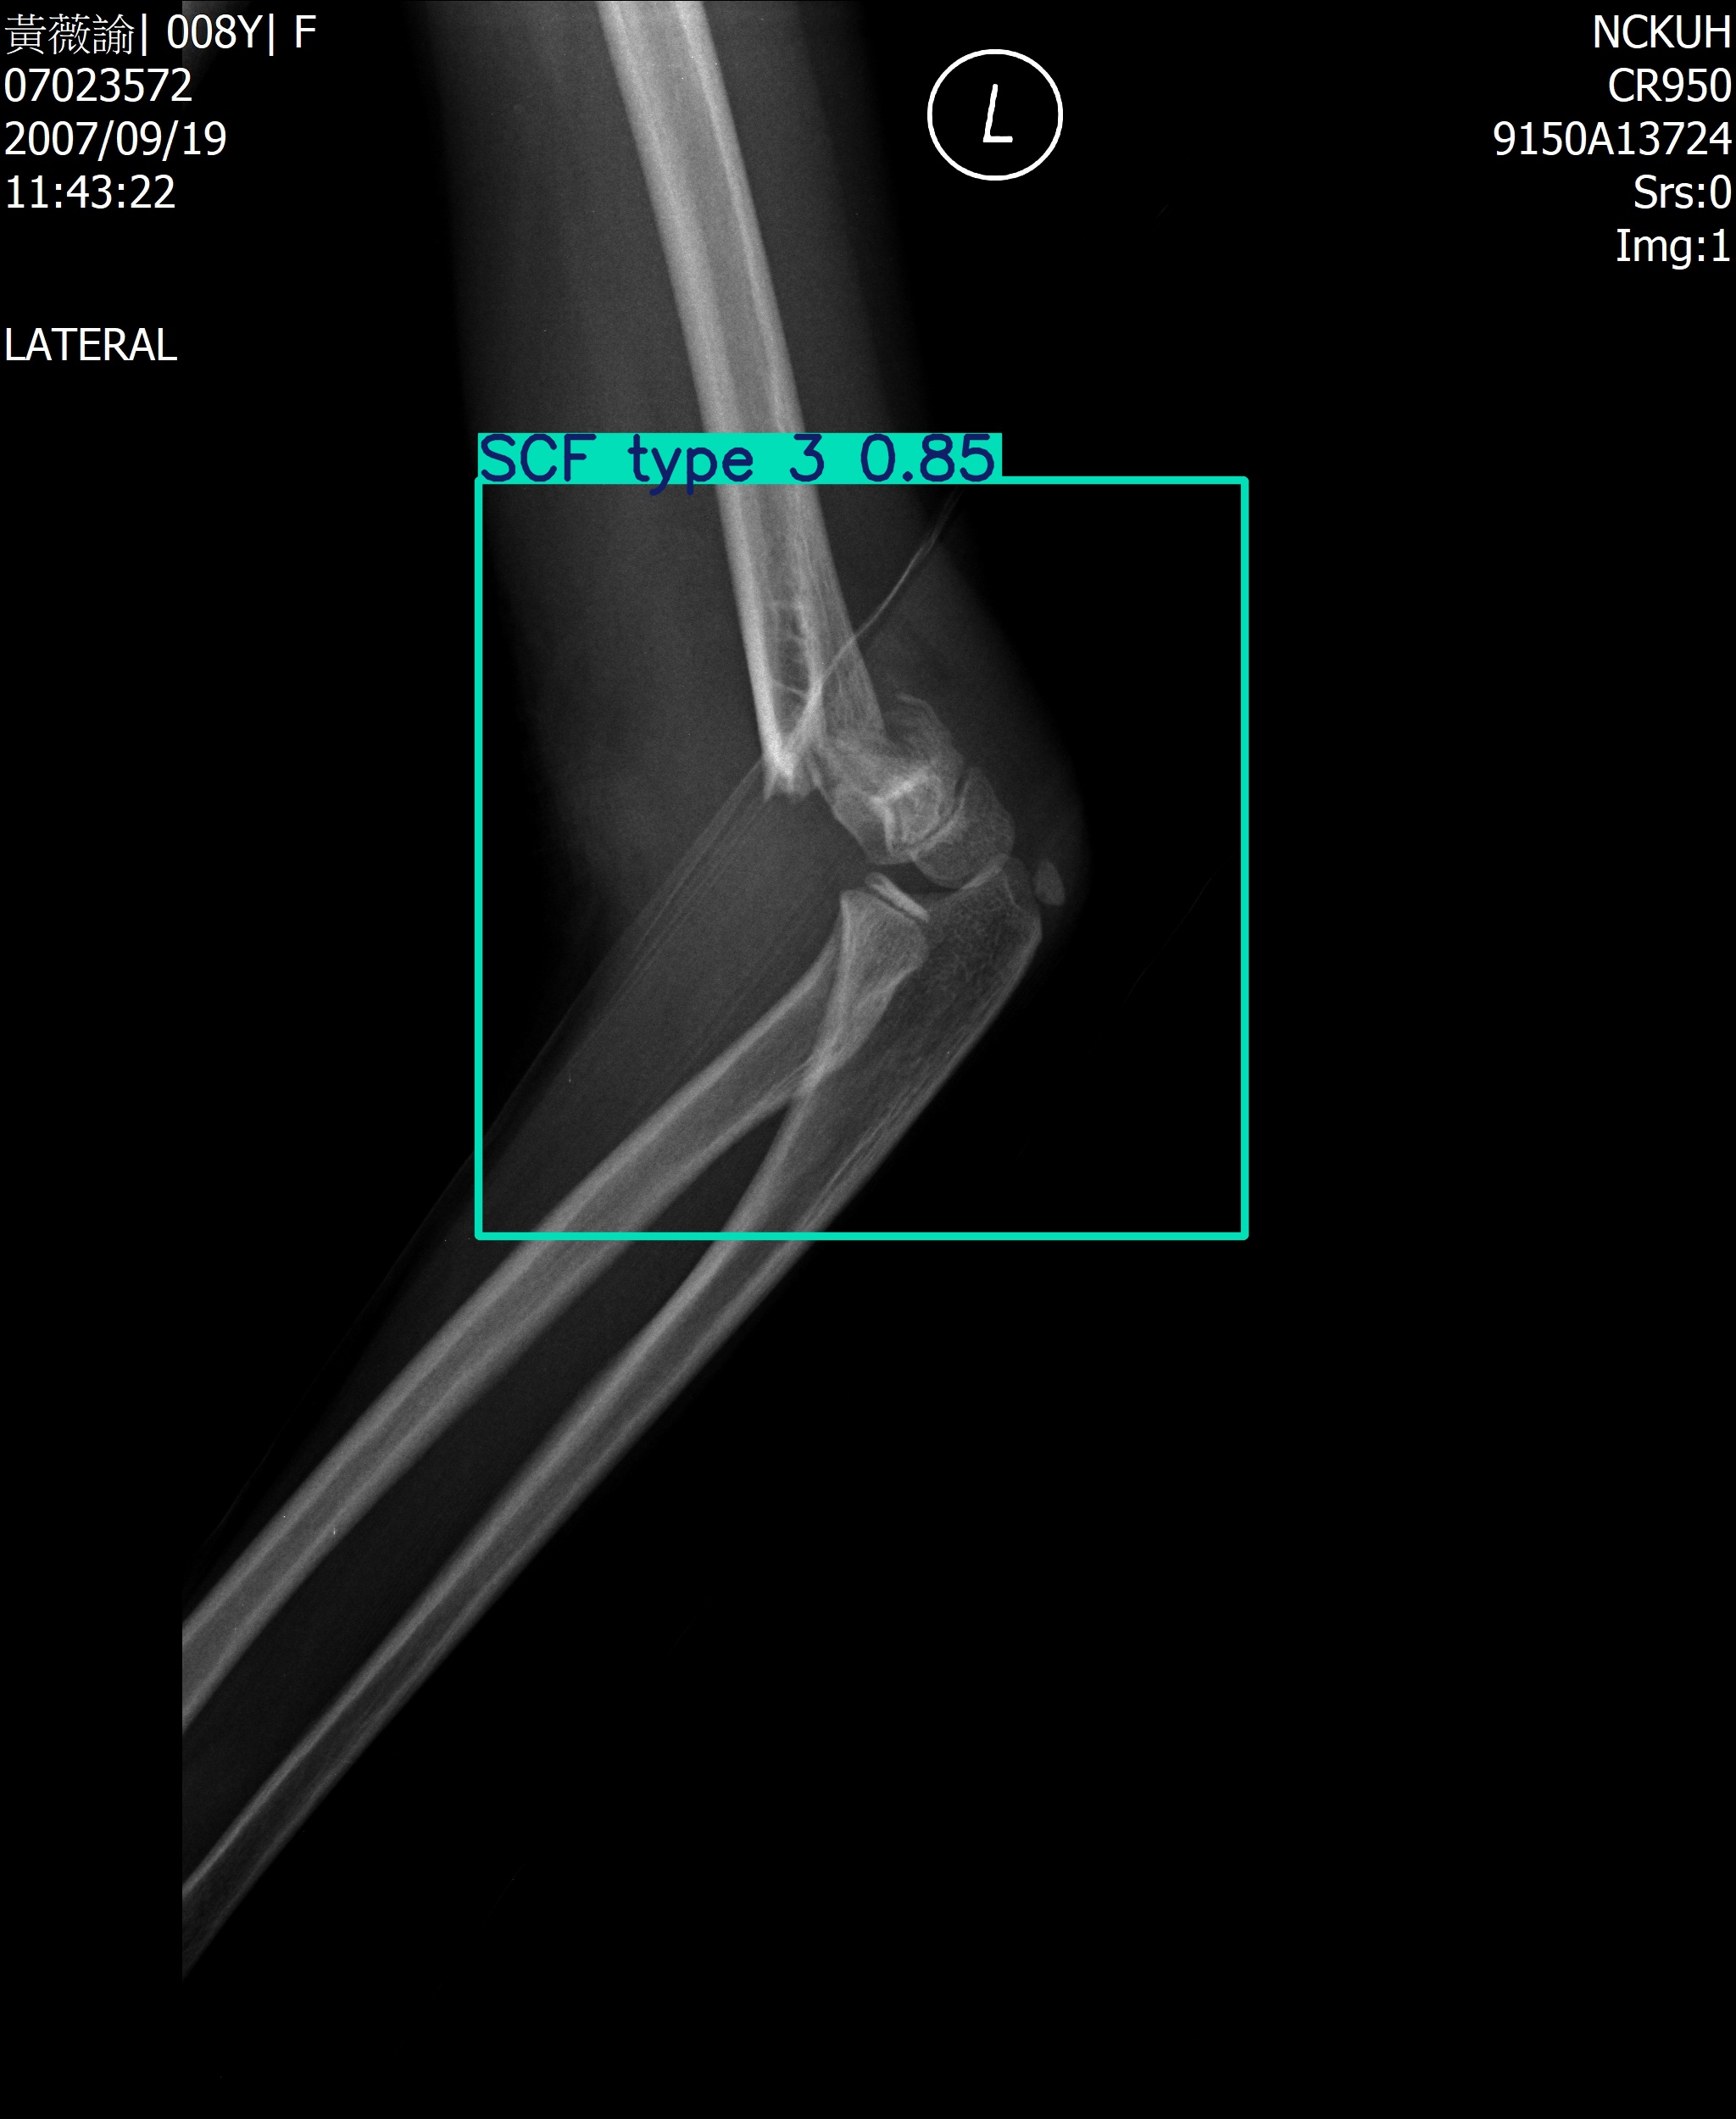 黃薇諭| 008Y| F
07023572
2007/09/19
11:43:22
LATERAL
L
NCKUH
CR950
9150A13724
Srs:0
Img:1
SCF type 3 0.85